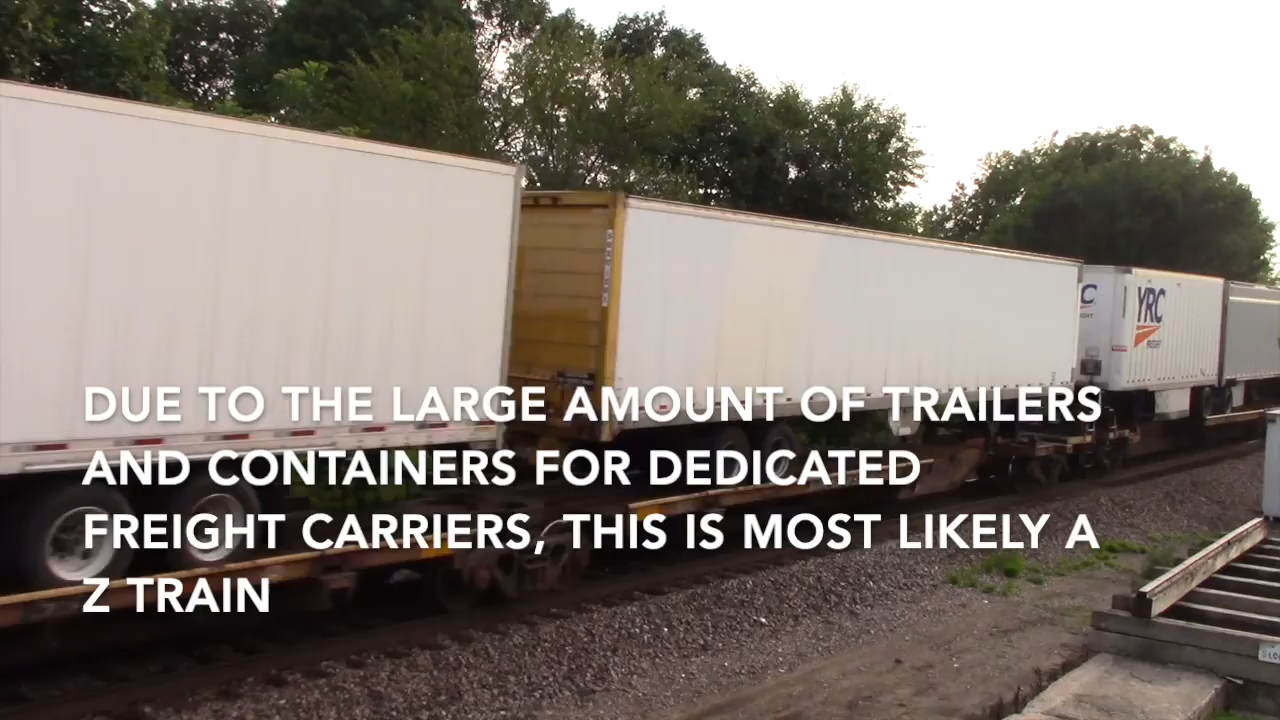 DUE TO THE LARGE AMOUNT OF TRAILERS
AND CONTAINERS FOR DEDICATED
FREIGHT CARRIERS, THIS IS MOST LIKELY A
Z TRAIN
YRC